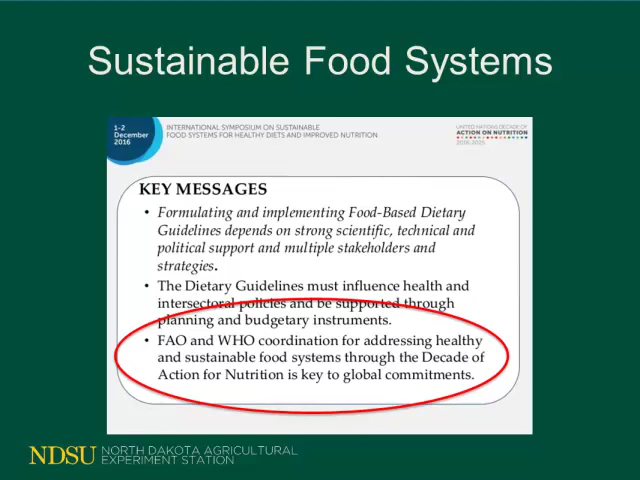 Sustainable Food Systems
1-2
December
2016
INTERNATIONAL SYMPOSIUM ON SUSTAINABLE
FOOD SYSTEMS FOR HEALTHY DIETS AND IMPROVED NUTRITION
UNITED NATIONS DECADE OF
ACTION ON NUTRITION
2016-2025
KEY MESSAGES
• Formulating and implementing Food-Based Dietary
Guidelines depends on strong scientific, technical and
political support and multiple stakeholders and
strategies.
• The Dietary Guidelines must influence health and
intersectoral policies and be supported through
planning and budgetary instruments.
• FAO and WHO coordination for addressing healthy
and sustainable food systems through the Decade of
Action for Nutrition is key to global commitments.
NDSU NORTH DAKOTA AGRICULTURAL
EXPERIMENT STATION